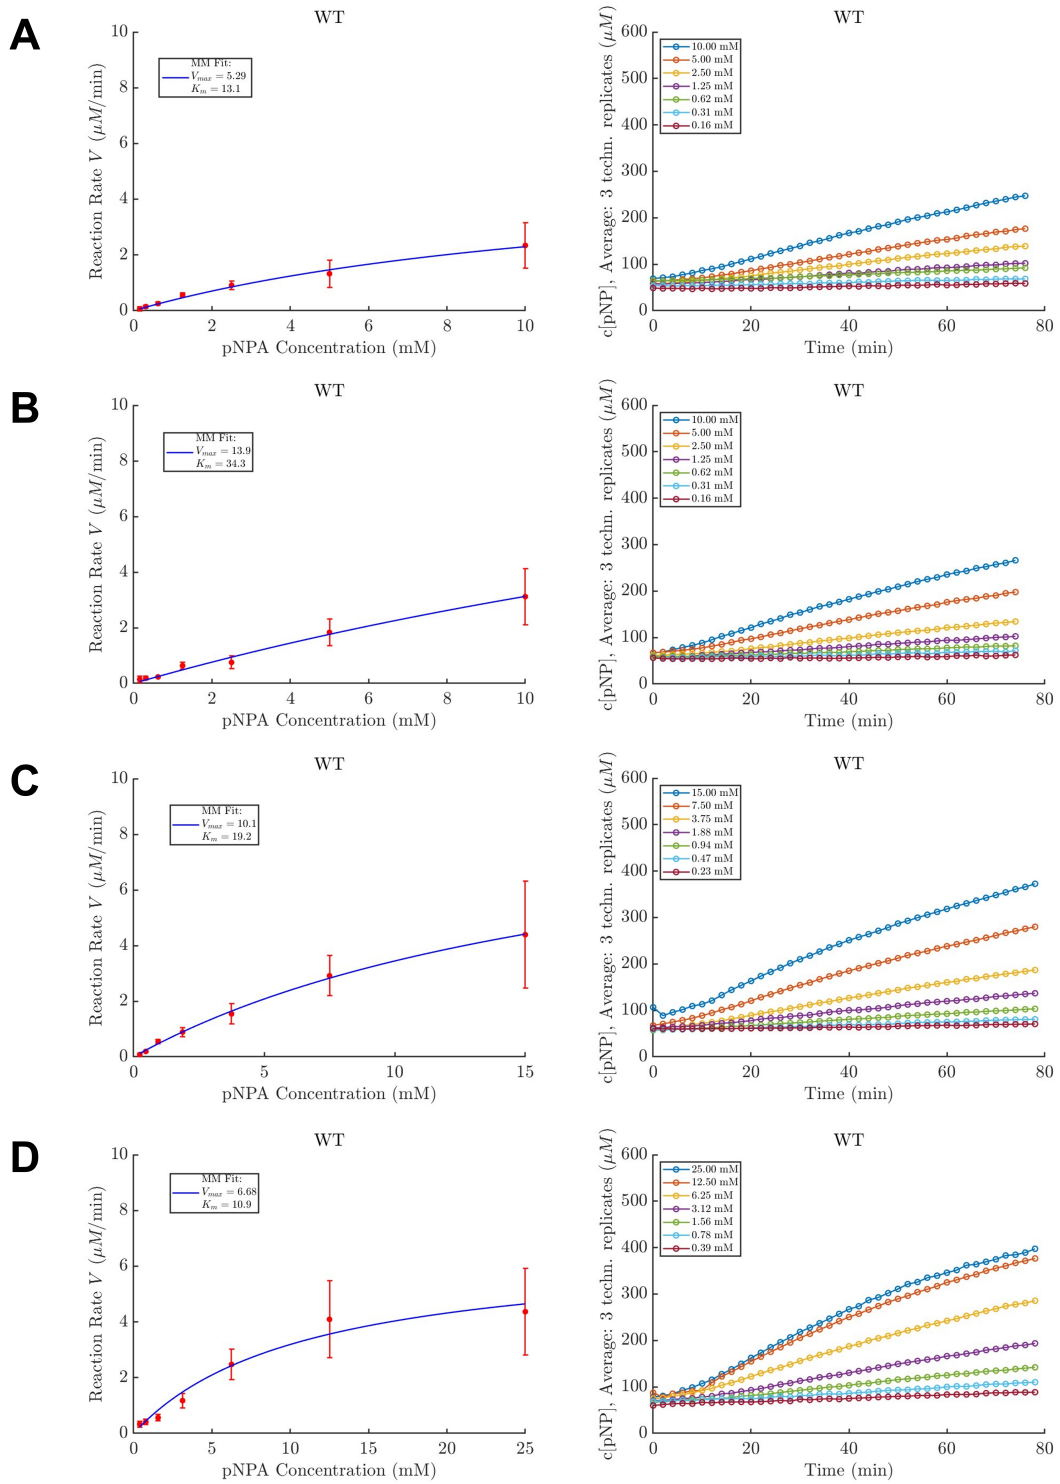 A
WT
Reaction Rate V (μM/min)
10
8
6
4
2
0
MM Fit:
Vmax = 5.29
Km = 13.1
0 2 4 6 8 10
pNPA Concentration (mM)
WT
c[pNP], Average: 3 techn. replicates (μM)
600
500
400
300
200
100
0
10.00 mM
5.00 mM
2.50 mM
1.25 mM
0.62 mM
0.31 mM
0.16 mM
0 20 40 60 80
Time (min)
B
WT
Reaction Rate V (μM/min)
10
8
6
4
2
0
MM Fit:
Vmax = 13.9
Km = 34.3
0 2 4 6 8 10
pNPA Concentration (mM)
WT
c[pNP], Average: 3 techn. replicates (μM)
600
500
400
300
200
100
0
10.00 mM
5.00 mM
2.50 mM
1.25 mM
0.62 mM
0.31 mM
0.16 mM
0 20 40 60 80
Time (min)
C
WT
Reaction Rate V (μM/min)
10
8
6
4
2
0
MM Fit:
Vmax = 10.1
Km = 19.2
0 5 10 15
pNPA Concentration (mM)
WT
c[pNP], Average: 3 techn. replicates (μM)
600
500
400
300
200
100
0
15.00 mM
7.50 mM
3.75 mM
1.88 mM
0.94 mM
0.47 mM
0.23 mM
0 20 40 60 80
Time (min)
D
WT
Reaction Rate V (μM/min)
10
8
6
4
2
0
MM Fit:
Vmax = 6.68
Km = 10.9
0 5 10 15 20 25
pNPA Concentration (mM)
WT
c[pNP], Average: 3 techn. replicates (μM)
600
500
400
300
200
100
0
25.00 mM
12.50 mM
6.25 mM
3.12 mM
1.56 mM
0.78 mM
0.39 mM
0 20 40 60 80
Time (min)